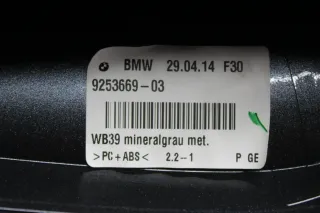 BMW 29.04.14 F30
9253669-03
WB39 mineralgrau met.
>PC+ABS< 2.2--1 P GE